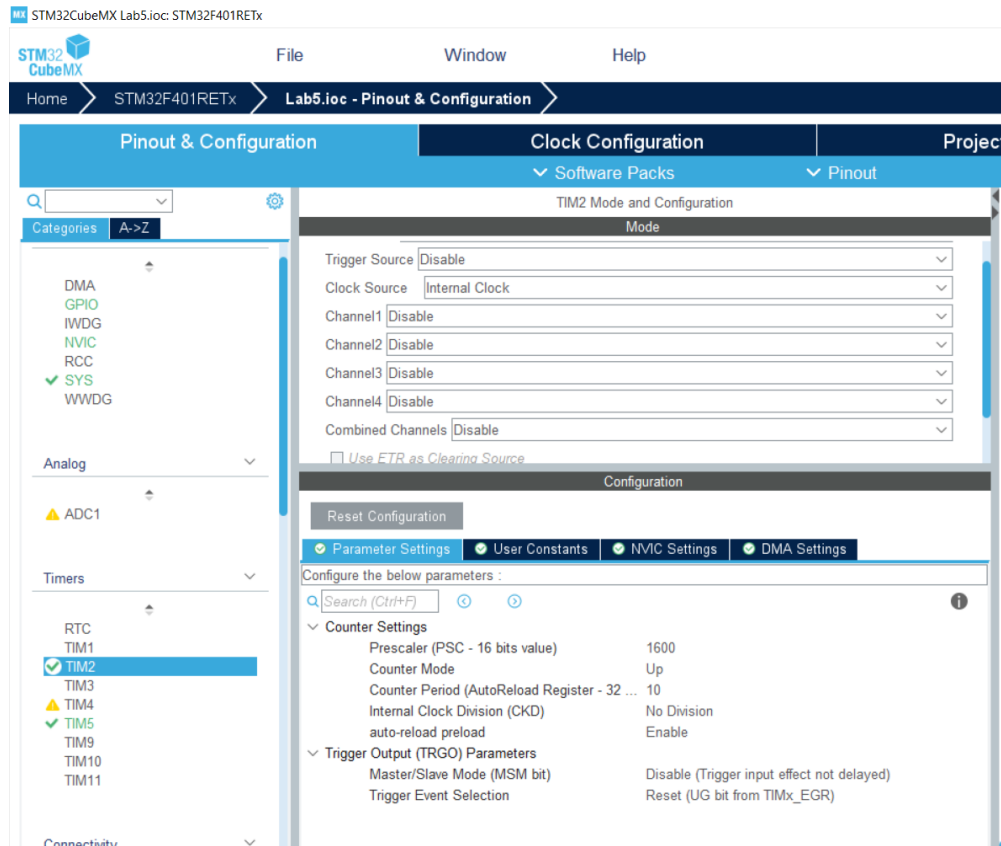 MX STM32CubeMX Lab5.ioc: STM32F401RETx
STM32 CubeMX
File Window Help
Home STM32F401RETx Lab5.ioc - Pinout & Configuration
Pinout & Configuration Clock Configuration Projec
Software Packs Pinout
Categories A->Z
DMA
GPIO
IWDG
NVIC
RCC
SYS
WWDG
Analog
ADC1
Timers
RTC
TIM1
TIM2
TIM3
TIM4
TIM5
TIM9
TIM10
TIM11
Connectivity
TIM2 Mode and Configuration
Mode
Trigger Source Disable
Clock Source Internal Clock
Channel1 Disable
Channel2 Disable
Channel3 Disable
Channel4 Disable
Combined Channels Disable
Use ETR as Clearing Source
Configuration
Reset Configuration
Parameter Settings User Constants NVIC Settings DMA Settings
Configure the below parameters :
Search (Ctrl+F)
Counter Settings
Prescaler (PSC - 16 bits value) 1600
Counter Mode Up
Counter Period (AutoReload Register - 32 ... 10
Internal Clock Division (CKD) No Division
auto-reload preload Enable
Trigger Output (TRGO) Parameters
Master/Slave Mode (MSM bit) Disable (Trigger input effect not delayed)
Trigger Event Selection Reset (UG bit from TIMx_EGR)